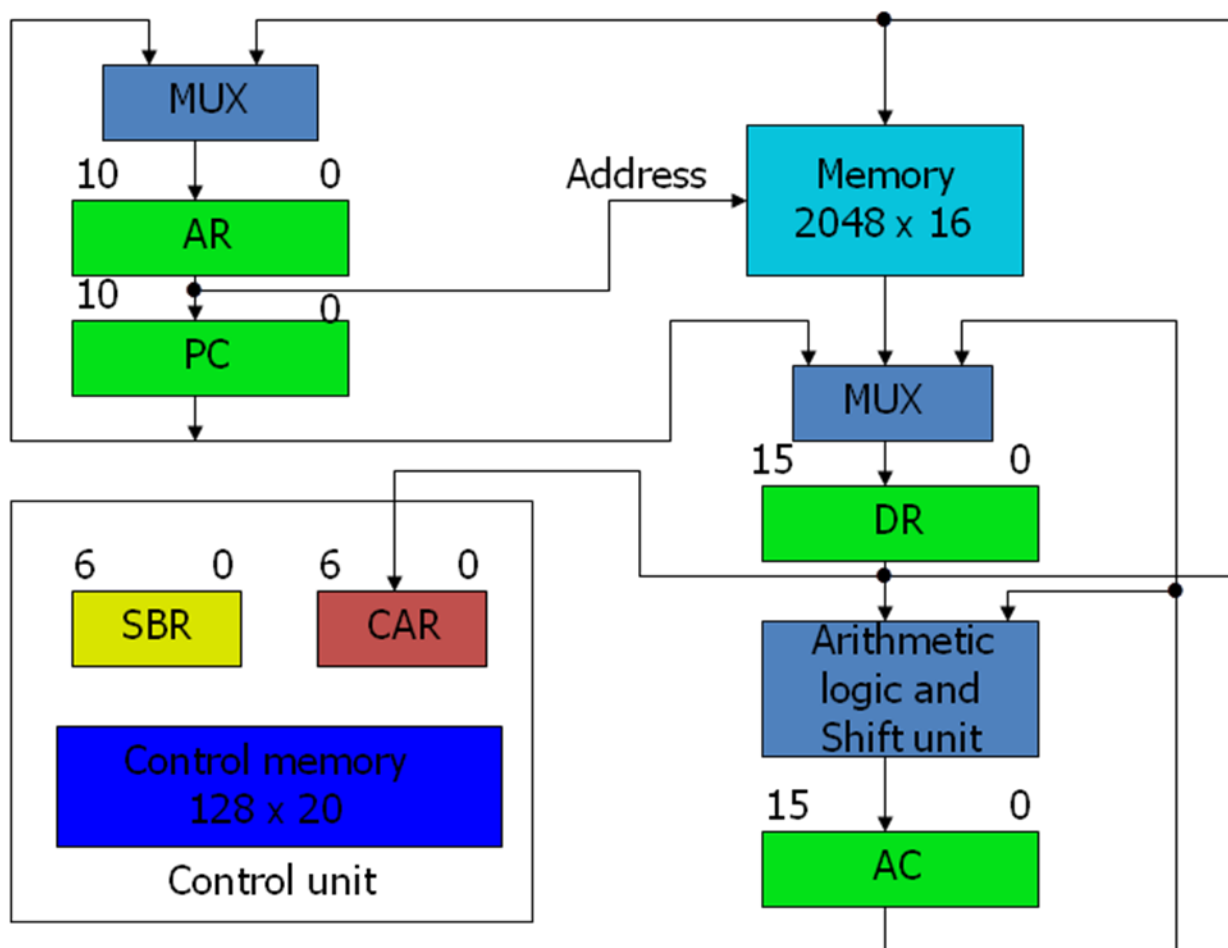 MUX
10 0
AR
10 0
PC
Address
Memory
2048 x 16
MUX
15 0
DR
6 0
SBR
6 0
CAR
Control memory
128 x 20
Control unit
Arithmetic
logic and
Shift unit
15 0
AC